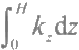 ∫₀ᴴ k_z dz